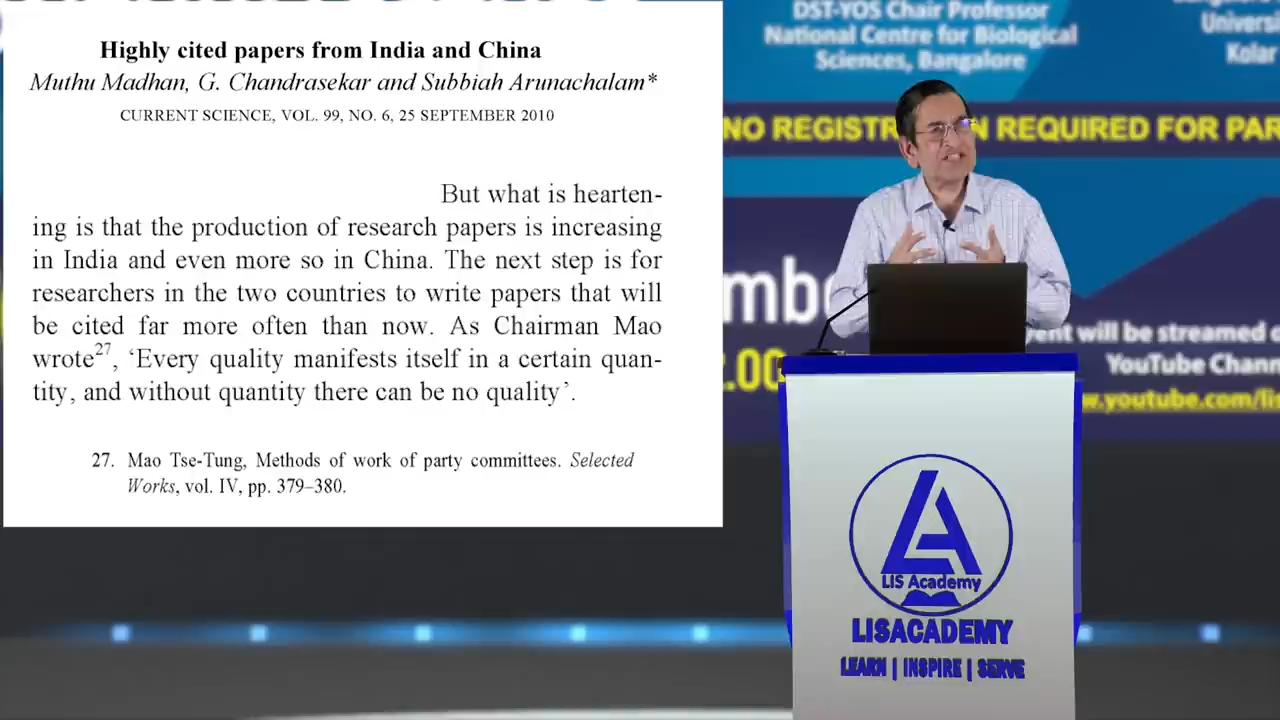 Highly cited papers from India and China
Muthu Madhan, G. Chandrasekar and Subbiah Arunachalam*
CURRENT SCIENCE, VOL. 99, NO. 6, 25 SEPTEMBER 2010
But what is hearten-
ing is that the production of research papers is increasing
in India and even more so in China. The next step is for
researchers in the two countries to write papers that will
be cited far more often than now. As Chairman Mao
wrote27, ‘Every quality manifests itself in a certain quan-
tity, and without quantity there can be no quality’.
27. Mao Tse-Tung, Methods of work of party committees. Selected
Works, vol. IV, pp. 379–380.
DST-YOS Chair Professor
National Centre for Biological
Sciences, Bangalore
Kolar
NO REGISTR N REQUIRED FOR
will be streamed
YouTube
LIS Academy
LISACADEMY
LEARN | INSPIRE | SERVE